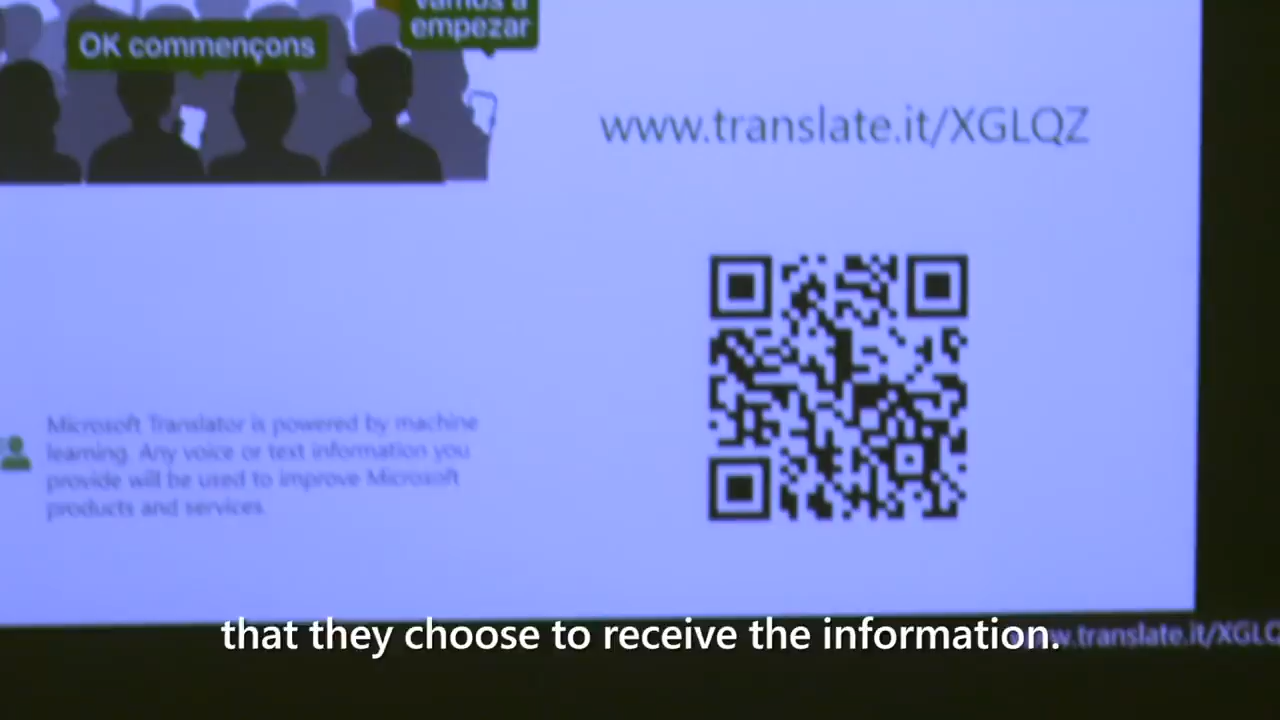 vamos a
empezar
OK commençons
www.translate.it/XGLQZ
Microsoft Translator is powered by machine
learning. Any voice or text information you
provide will be used to improve Microsoft
products and services.
that they choose to receive the information.
www.translate.it/XGLQ